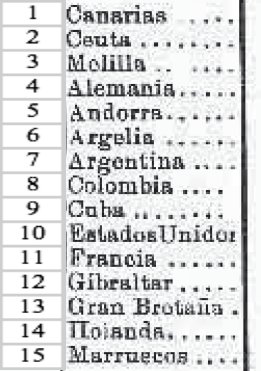 1 Canarias ....
2 Ceuta ........
3 Melilla .. ....
4 Alemania.....
5 Andorra......
6 Argelia ......
7 Argentina ....
8 Colombia ....
9 Cuba ........
10 EstadosUnidor
11 Francia ......
12 Gibraltar .....
13 Gran Bretaña .
14 Holanda......
15 Marruecos ....